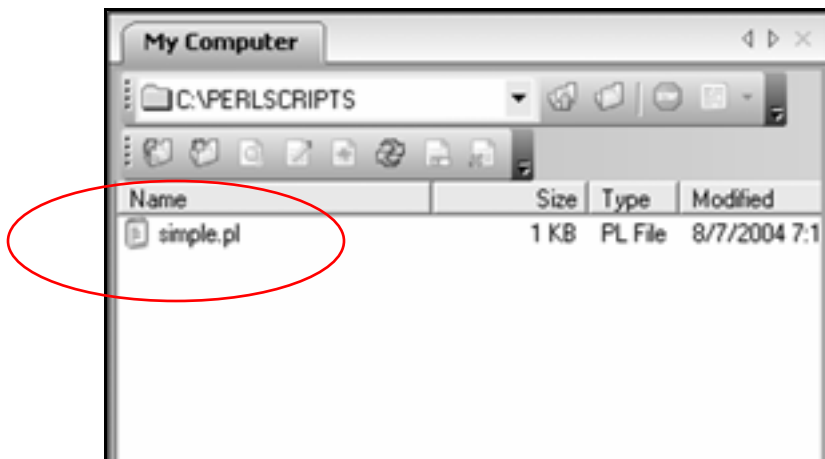 My Computer
C:\PERLSCRIPTS
Name Size Type Modified
simple.pl 1 KB PL File 8/7/2004 7:1